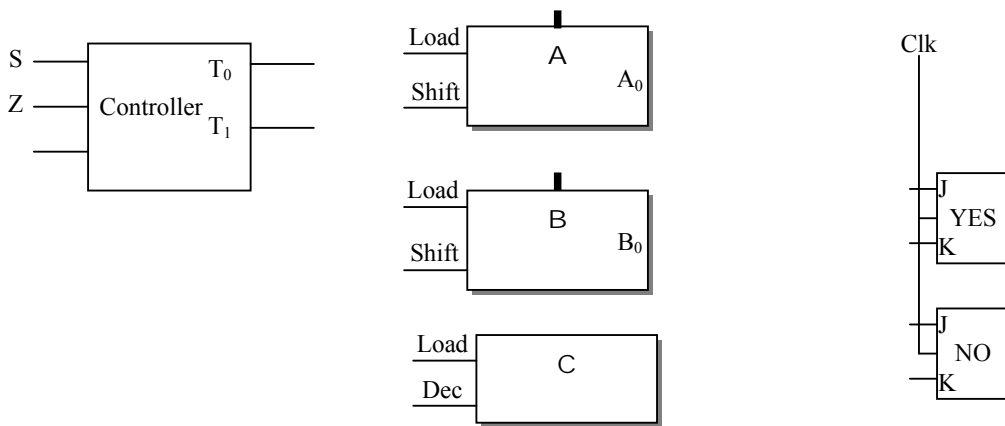 S
Z
Controller
T₀
T₁
Load
Shift
A
A₀
Load
Shift
B
B₀
Load
Dec
C
Clk
J
YES
K
J
NO
K